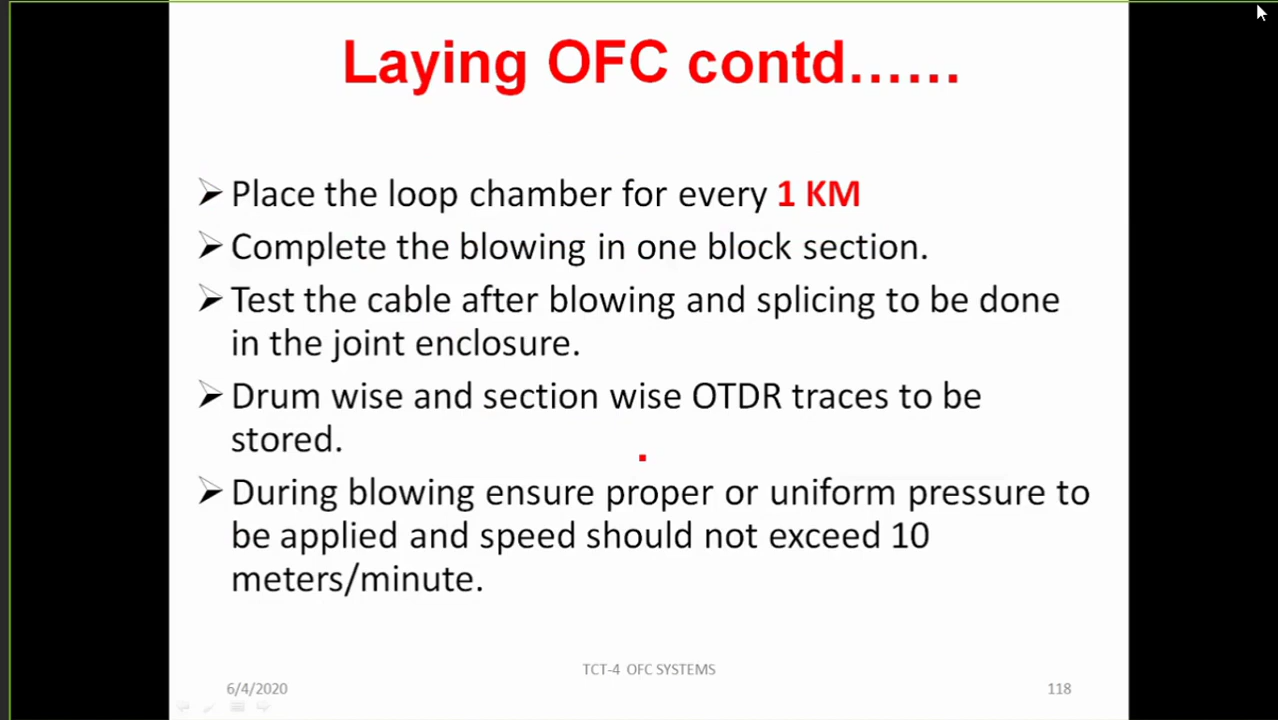 Laying OFC contd......
➢ Place the loop chamber for every 1 KM
➢ Complete the blowing in one block section.
➢ Test the cable after blowing and splicing to be done
in the joint enclosure.
➢ Drum wise and section wise OTDR traces to be
stored.
➢ During blowing ensure proper or uniform pressure to
be applied and speed should not exceed 10
meters/minute.
TCT-4 OFC SYSTEMS
6/4/2020
118